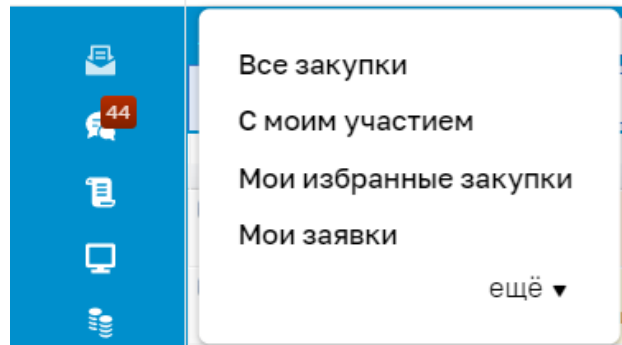 44
Все закупки
С моим участием
Мои избранные закупки
Мои заявки
ещё ▼